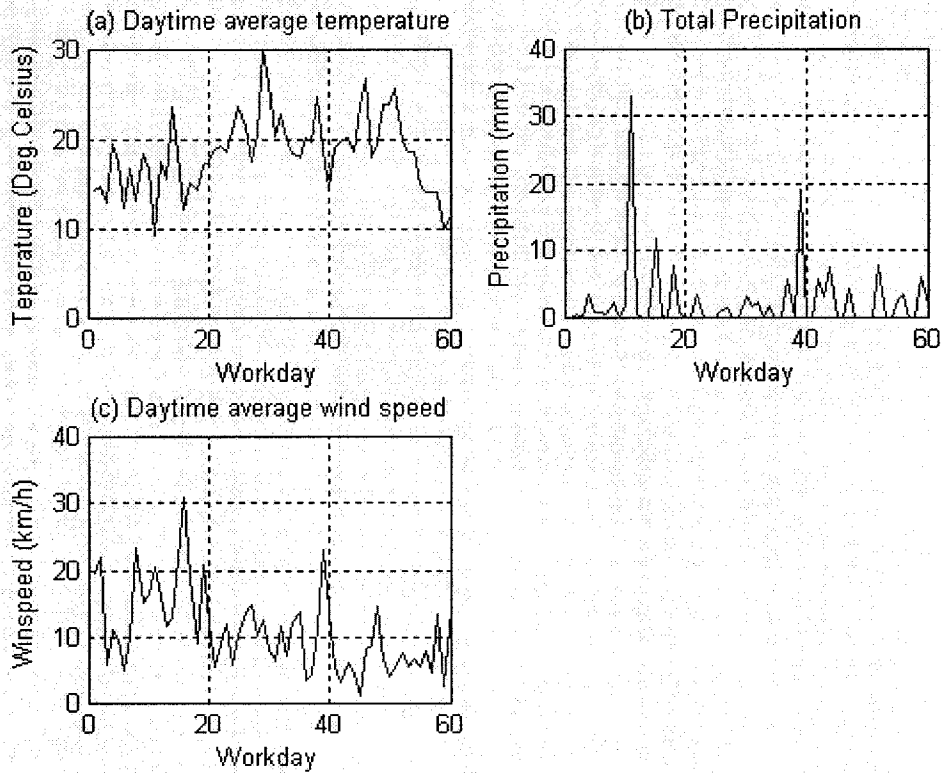 (a) Daytime average temperature
30
20
10
0
0 20 40 60
Teperature (Deg.Celsius)
Workday
(b) Total Precipitation
40
30
20
10
0
0 20 40 60
Precipitation (mm)
Workday
(c) Daytime average wind speed
40
30
20
10
0
0 20 40 60
Winspeed (km/h)
Workday